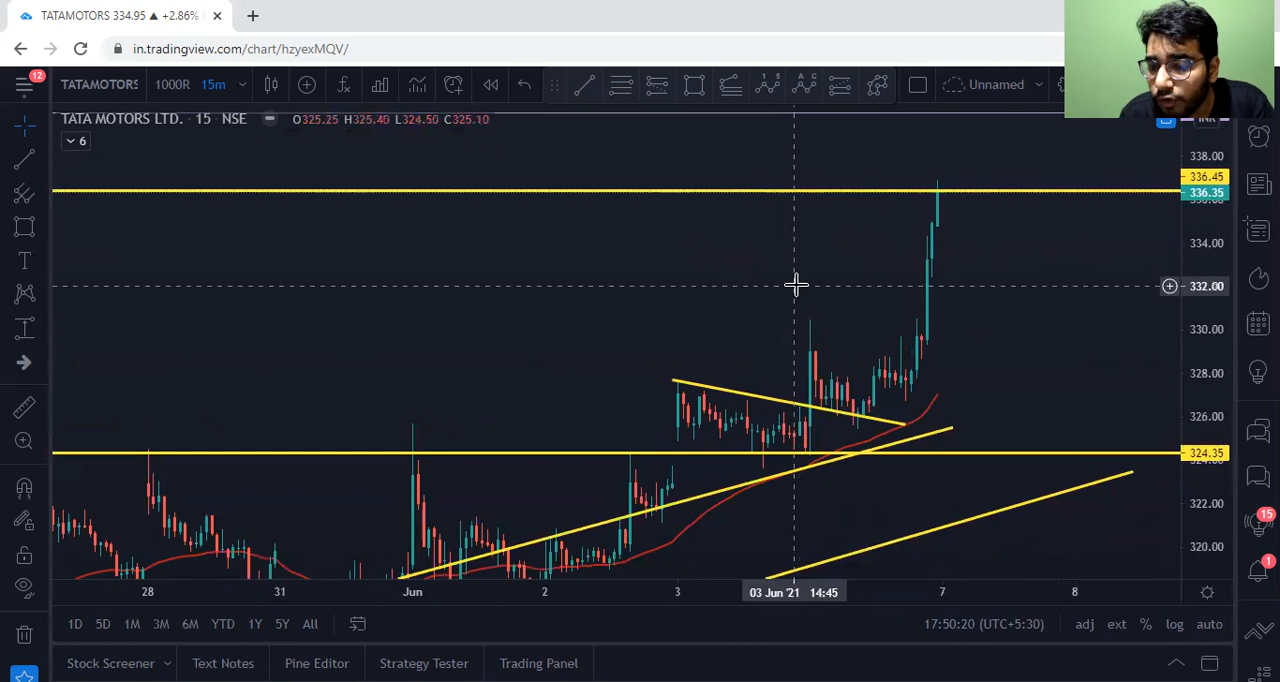 TATAMOTORS 334.95 ▲ +2.86%
in.tradingview.com/chart/hzyexMQV/
12
TATAMOTORS 1000R 15m Unnamed
TATA MOTORS LTD. · 15 · NSE O325.25 H325.40 L324.50 C325.10
6
338.00
336.45
336.35
334.00
332.00
330.00
328.00
326.00
324.35
322.00
320.00
15
1
28 31 Jun 2 3 03 Jun '21 14:45 7 8
1D 5D 1M 3M 6M YTD 1Y 5Y All 17:50:20 (UTC+5:30) adj ext % log auto
Stock Screener Text Notes Pine Editor Strategy Tester Trading Panel